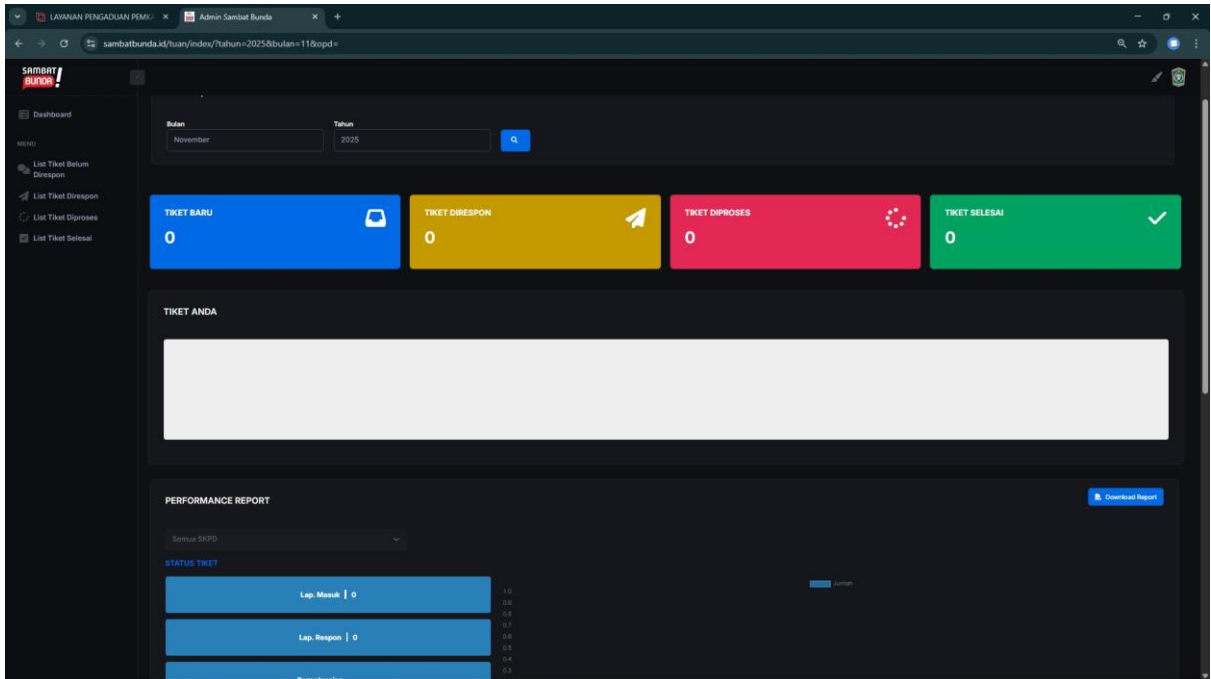 LAYANAN PENGADUAN PEMK
Admin Sambat Bunda
sambatbunda.id/tuan/index/?tahun=2025&bulan=11&opd=
SAMBAT
BUNDA!
Dashboard
MENU
List Tiket Belum
Direspon
List Tiket Direspon
List Tiket Diproses
List Tiket Selesai
Bulan
Tahun
November
2025
TIKET BARU
0
TIKET DIRESPON
0
TIKET DIPROSES
0
TIKET SELESAI
0
TIKET ANDA
PERFORMANCE REPORT
Download Report
Semua SKPD
STATUS TIKET
Lap. Masuk | 0
Lap. Respon | 0
Jumlah
1.0
0.9
0.8
0.7
0.6
0.5
0.4
0.3